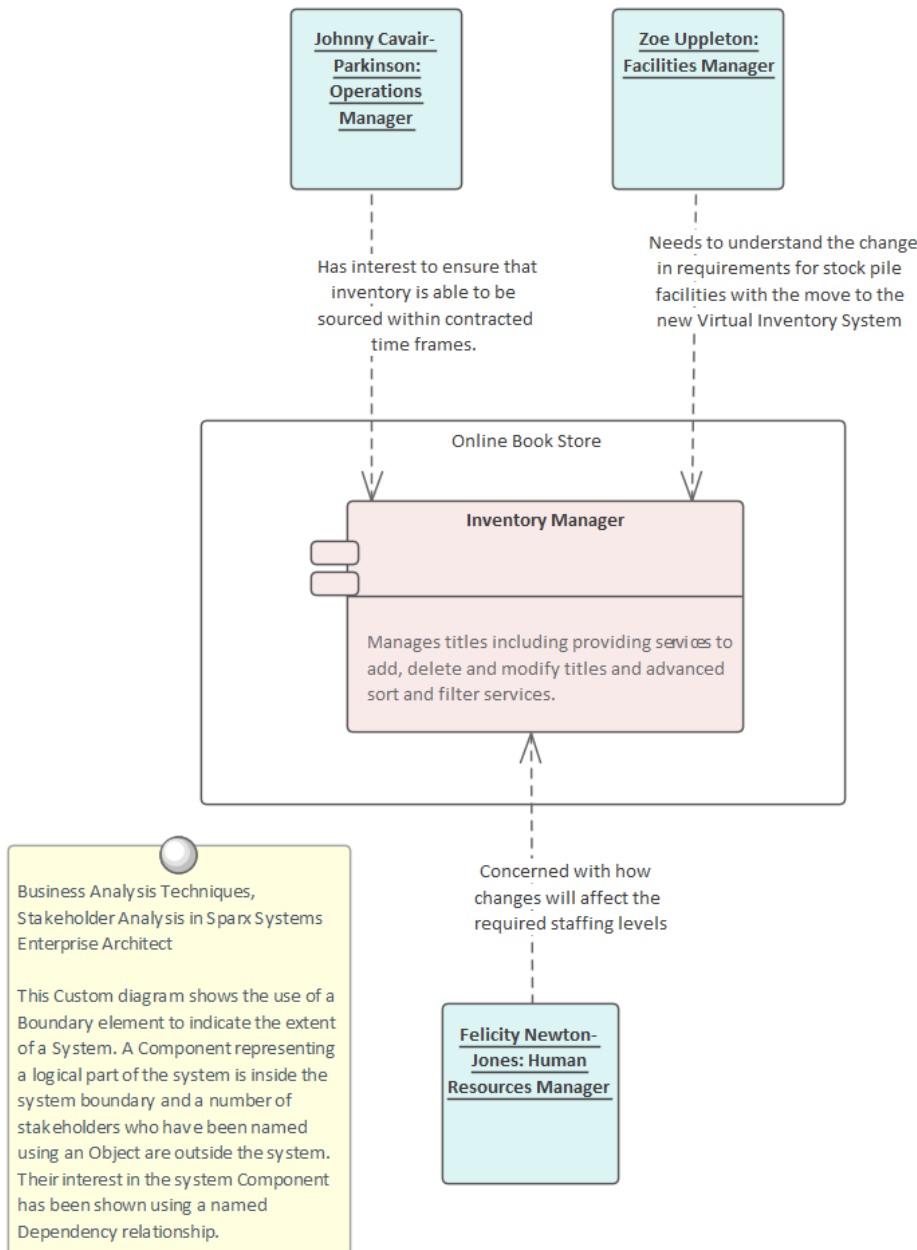 Johnny Cavair-
Parkinson:
Operations
Manager
Zoe Uppleton:
Facilities Manager
Has interest to ensure that
inventory is able to be
sourced within contracted
time frames.
Needs to understand the change
in requirements for stock pile
facilities with the move to the
new Virtual Inventory System
Online Book Store
Inventory Manager
Manages titles including providing services to
add, delete and modify titles and advanced
sort and filter services.
Concerned with how
changes will affect the
required staffing levels
Felicity Newton-
Jones: Human
Resources Manager
Business Analysis Techniques,
Stakeholder Analysis in Sparx Systems
Enterprise Architect
This Custom diagram shows the use of a
Boundary element to indicate the extent
of a System. A Component representing
a logical part of the system is inside the
system boundary and a number of
stakeholders who have been named
using an Object are outside the system.
Their interest in the system Component
has been shown using a named
Dependency relationship.